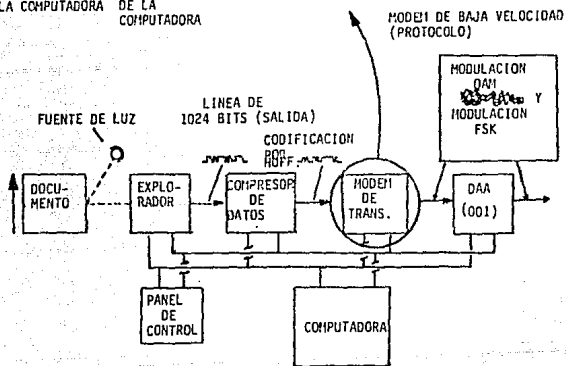 LA COMPUTADORA DE LA
COMPUTADORA
MODEM DE BAJA VELOCIDAD
(PROTOCOLO)
MODULACION
QAM
Y
MODULACION
FSK
LINEA DE
1024 BITS (SALIDA)
FUENTE DE LUZ
CODIFICACION
POR
HUFF.
DOCU-
MENTO
EXPLO-
RADOR
COMPRESOR
DE
DATOS
MODEM
DE
TRANS.
DAA
(001)
PANEL
DE
CONTROL
COMPUTADORA